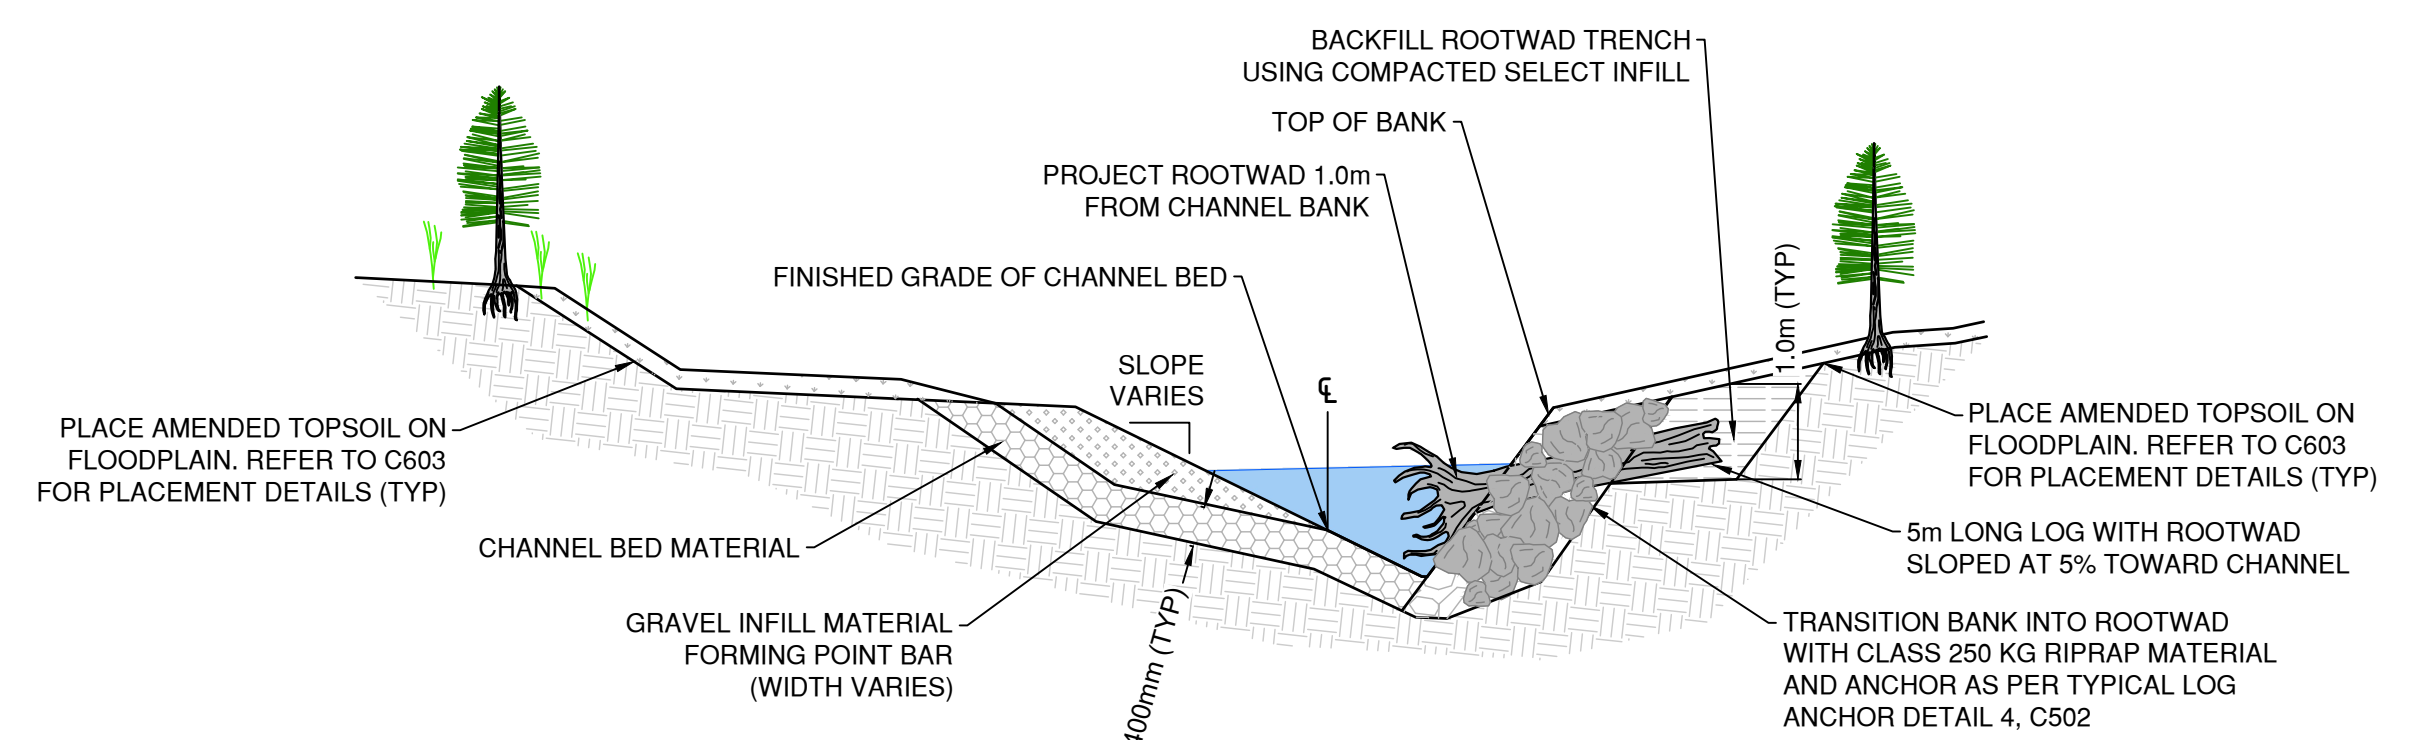 BACKFILL ROOTWAD TRENCH
USING COMPACTED SELECT INFILL
TOP OF BANK
PROJECT ROOTWAD 1.0m
FROM CHANNEL BANK
FINISHED GRADE OF CHANNEL BED
1.0m (TYP)
SLOPE
VARIES
℄
PLACE AMENDED TOPSOIL ON
FLOODPLAIN. REFER TO C603
FOR PLACEMENT DETAILS (TYP)
PLACE AMENDED TOPSOIL ON
FLOODPLAIN. REFER TO C603
FOR PLACEMENT DETAILS (TYP)
CHANNEL BED MATERIAL
5m LONG LOG WITH ROOTWAD
SLOPED AT 5% TOWARD CHANNEL
GRAVEL INFILL MATERIAL
FORMING POINT BAR
(WIDTH VARIES)
400mm (TYP)
TRANSITION BANK INTO ROOTWAD
WITH CLASS 250 KG RIPRAP MATERIAL
AND ANCHOR AS PER TYPICAL LOG
ANCHOR DETAIL 4, C502